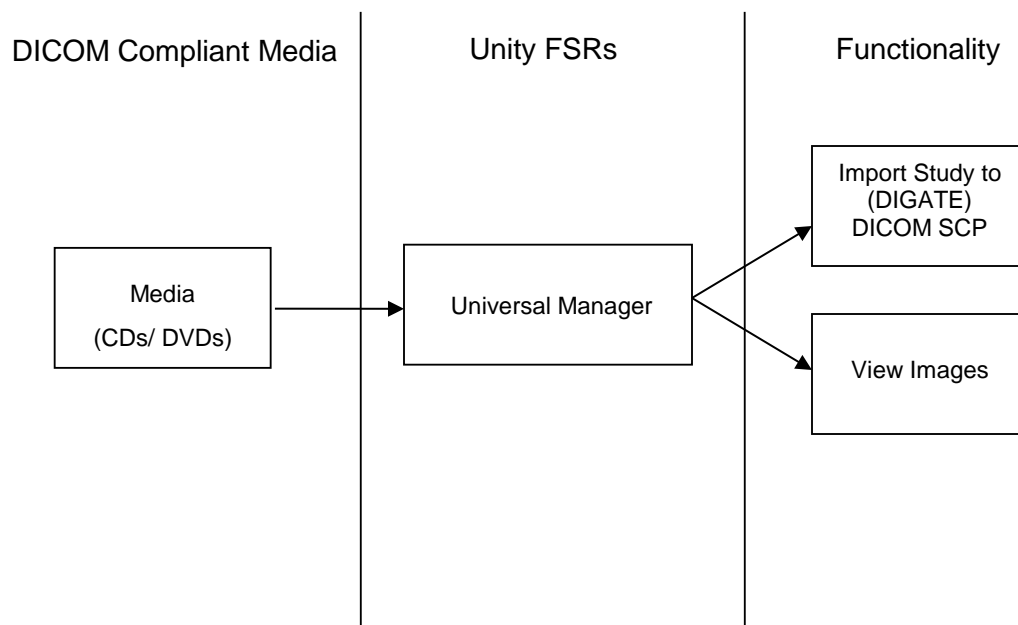 DICOM Compliant Media
Unity FSRs
Functionality
Import Study to
(DIGATE)
DICOM SCP
Media
(CDs/ DVDs)
Universal Manager
View Images